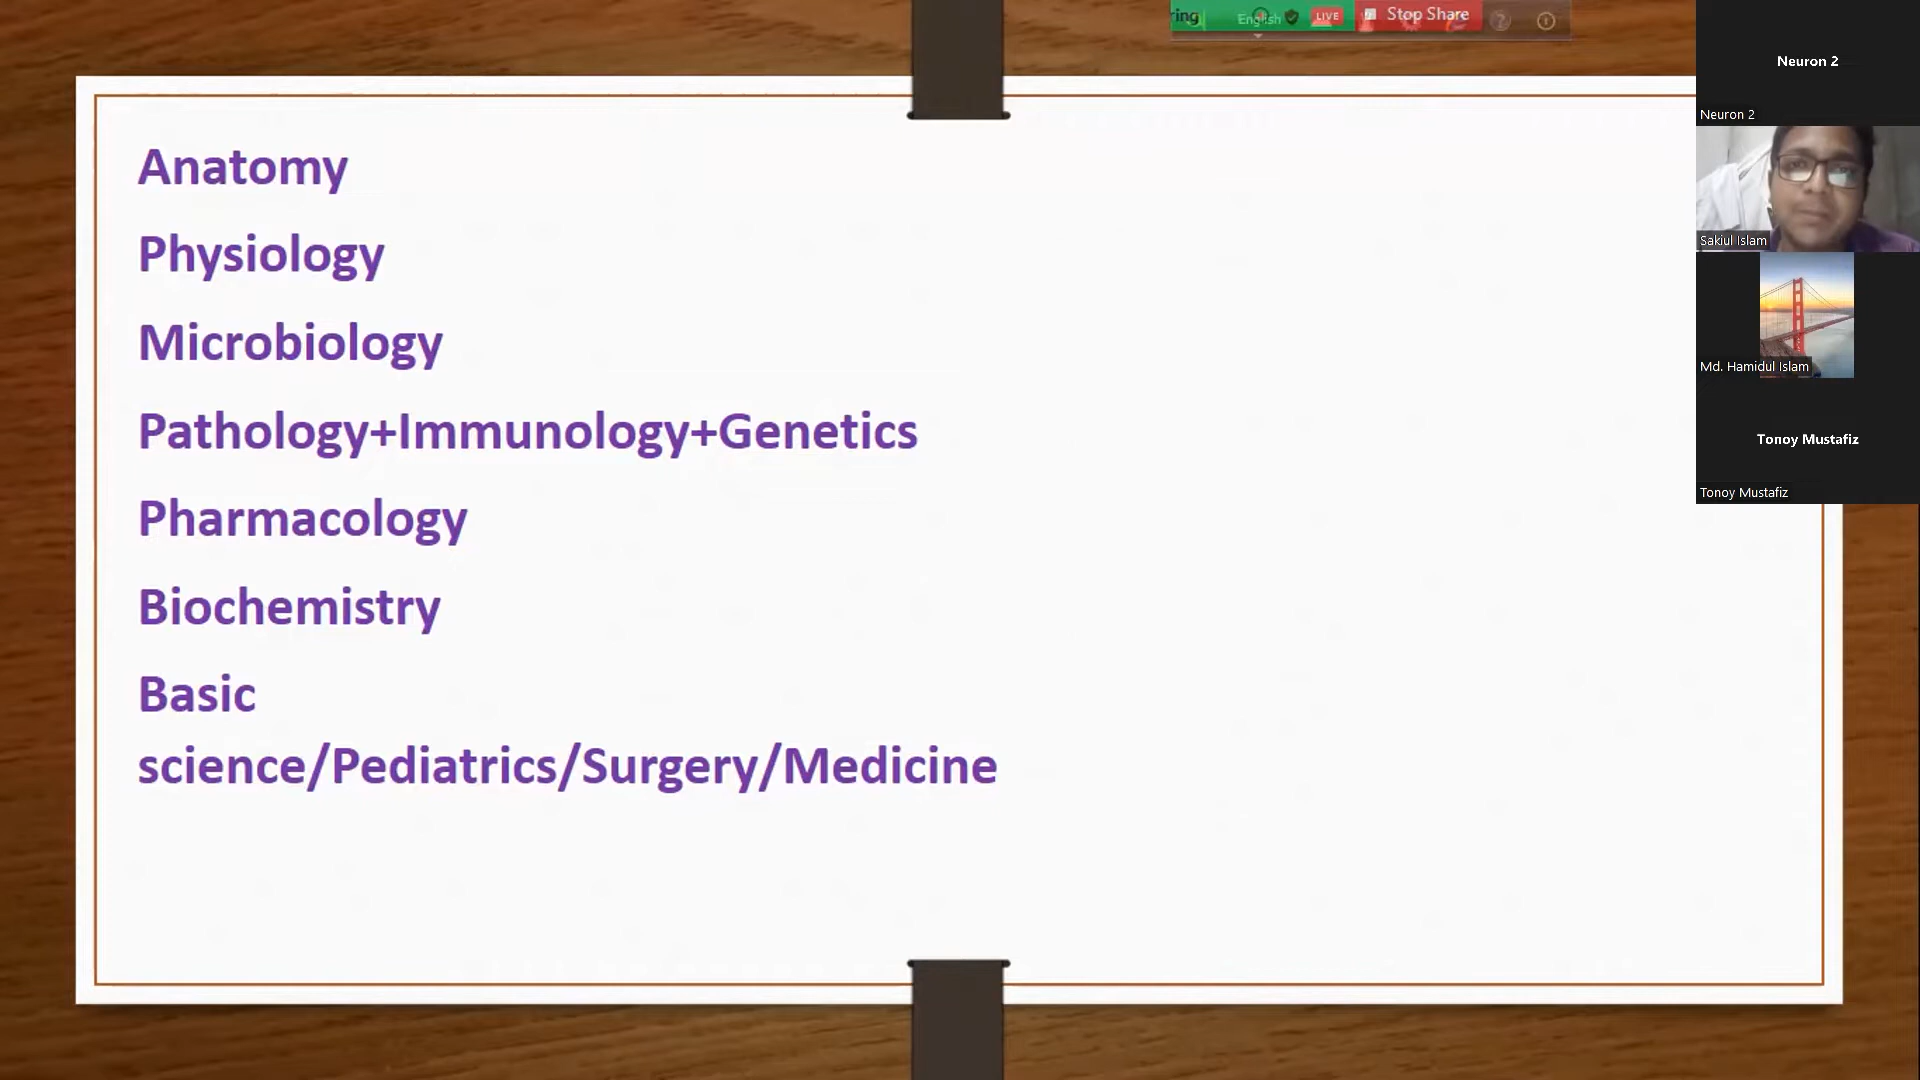 ring English LIVE Stop Share
Neuron 2
Neuron 2
Sakiul Islam
Md. Hamidul Islam
Tonoy Mustafiz
Tonoy Mustafiz
Anatomy
Physiology
Microbiology
Pathology+Immunology+Genetics
Pharmacology
Biochemistry
Basic
science/Pediatrics/Surgery/Medicine